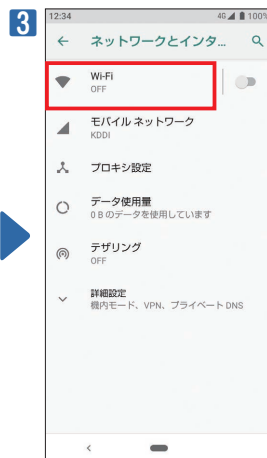 3
12:34
4G 100%
ネットワークとインタ...
Wi-Fi
OFF
モバイル ネットワーク
KDDI
プロキシ設定
データ使用量
0 B のデータを使用しています
テザリング
OFF
詳細設定
機内モード、VPN、プライベート DNS